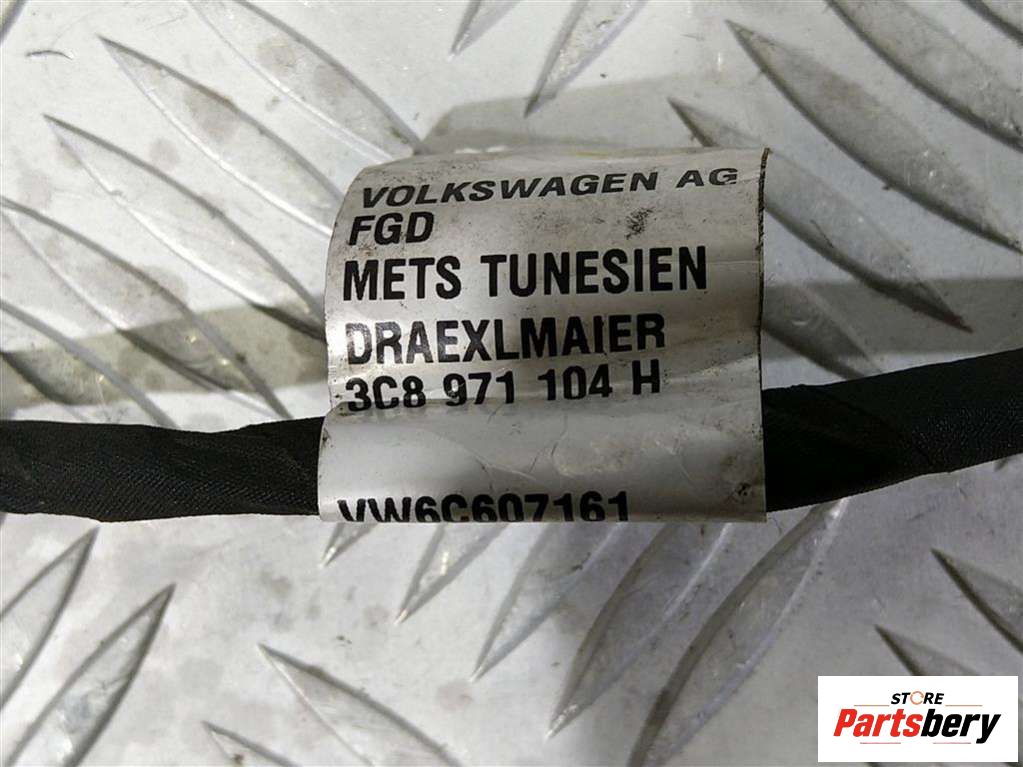 VOLKSWAGEN AG
FGD
METS TUNESIEN
DRAEXLMAIER
3C8 971 104 H
VW6C607161
STORE
Partsbery